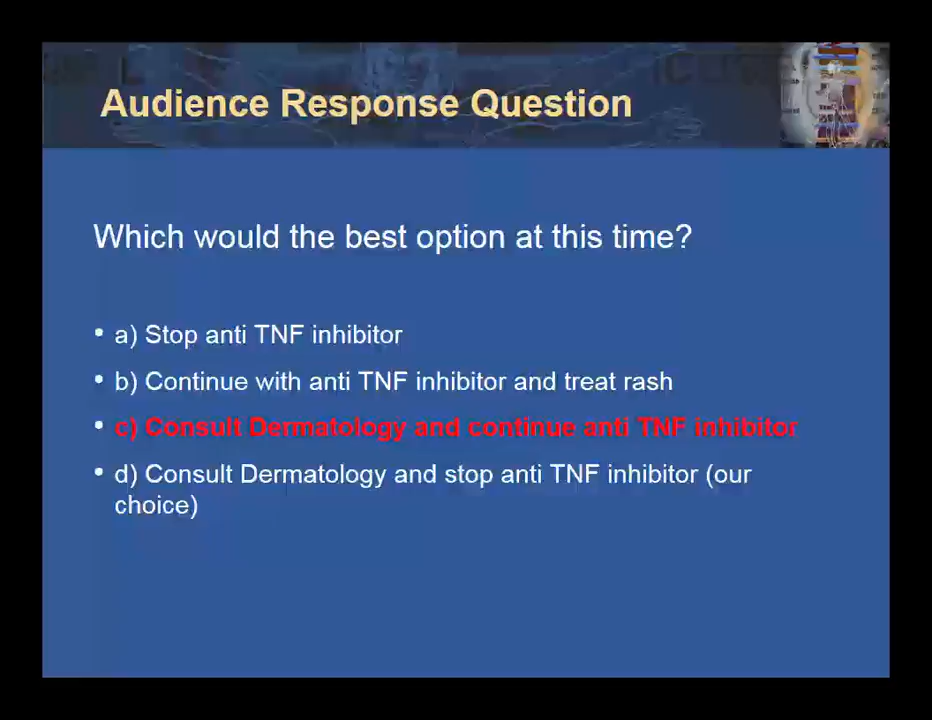 Audience Response Question
Which would the best option at this time?
• a) Stop anti TNF inhibitor
• b) Continue with anti TNF inhibitor and treat rash
• c) Consult Dermatology and continue anti TNF inhibitor
• d) Consult Dermatology and stop anti TNF inhibitor (our
choice)